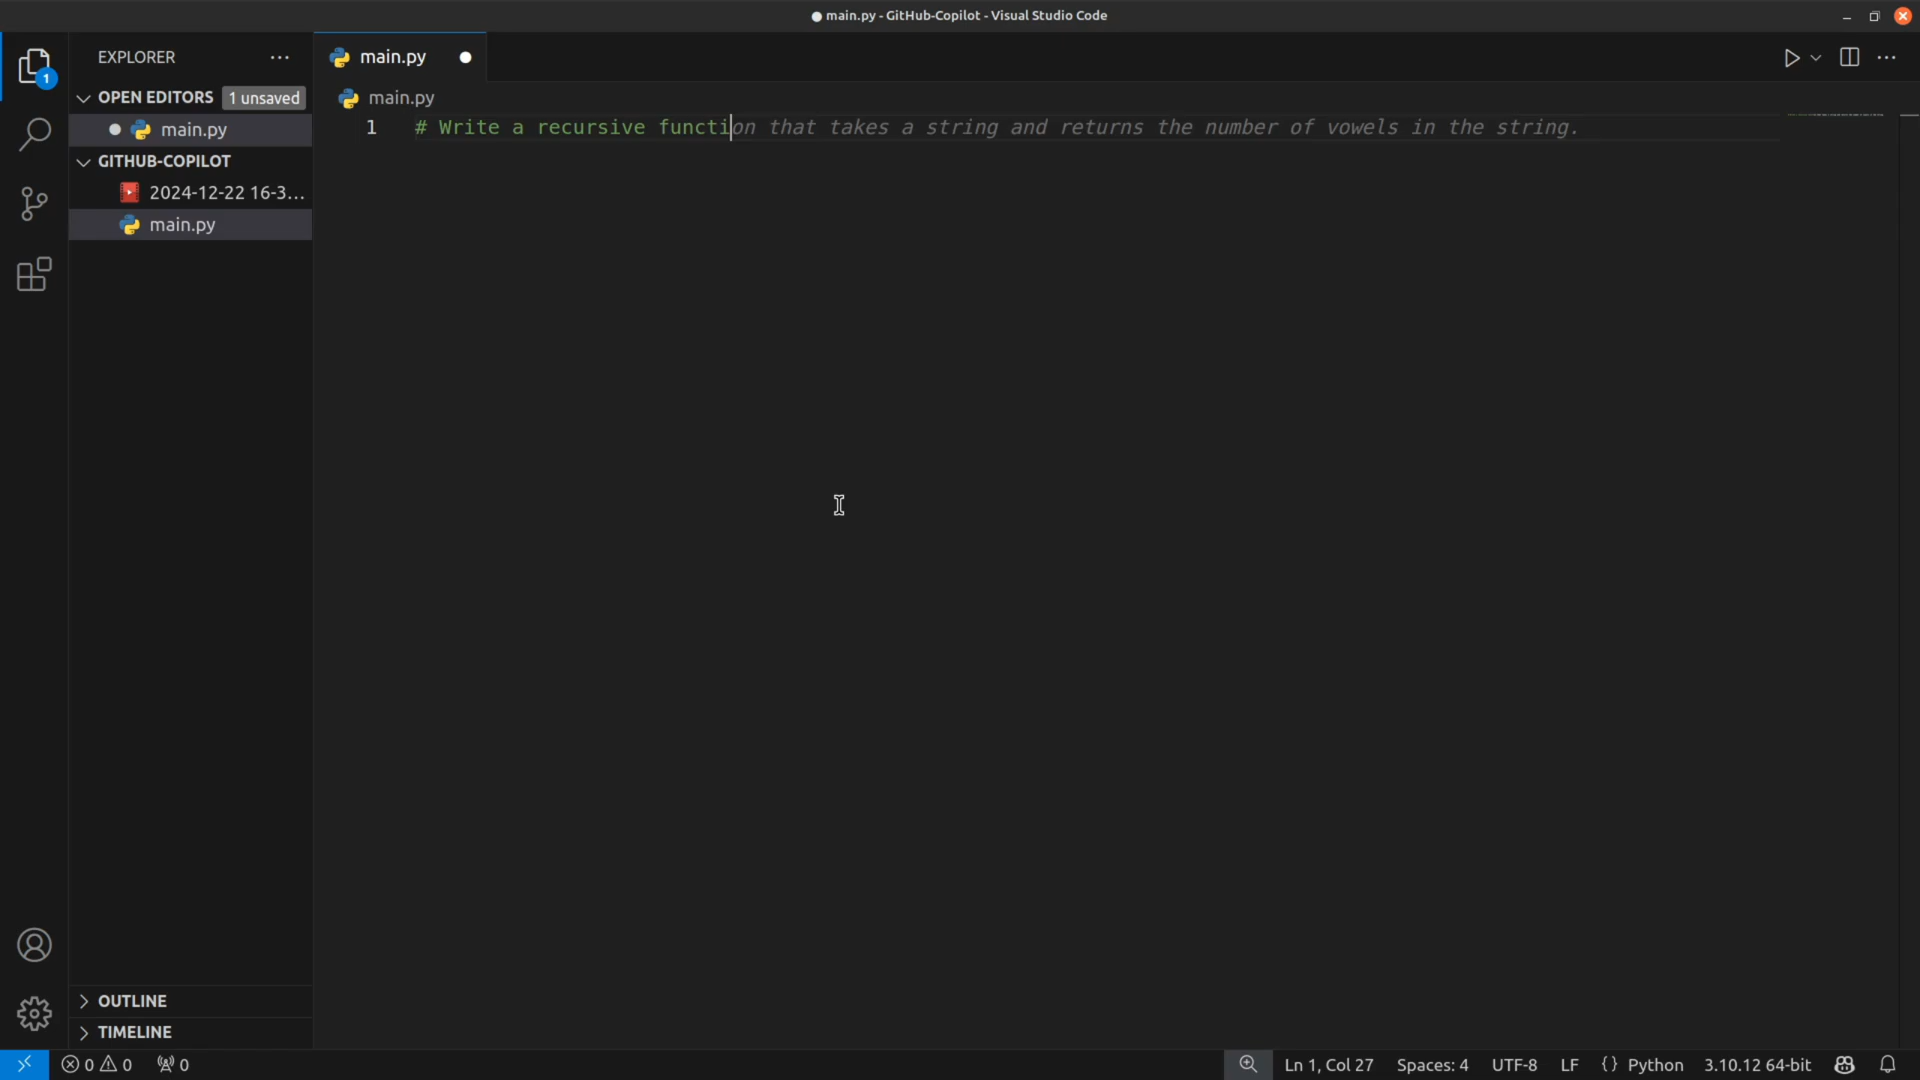 main.py - GitHub-Copilot - Visual Studio Code
EXPLORER
main.py
1
OPEN EDITORS 1 unsaved
main.py
main.py
1 # Write a recursive function that takes a string and returns the number of vowels in the string.
GITHUB-COPILOT
2024-12-22 16-3...
main.py
OUTLINE
TIMELINE
0 0 0
Ln 1, Col 27 Spaces: 4 UTF-8 LF {} Python 3.10.12 64-bit